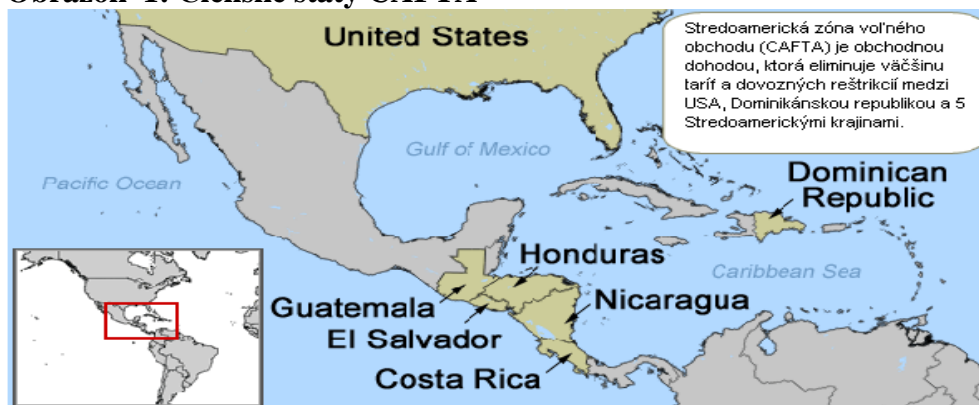 Obrázok 1: Členské štáty CAFTA
United States
Stredoamerická zóna voľného
obchodu (CAFTA) je obchodnou
dohodou, ktorá eliminuje väčšinu
taríf a dovozných reštrikcií medzi
USA, Dominikánskou republikou a 5
Stredoamerickými krajinami.
Gulf of Mexico
Pacific Ocean
Dominican
Republic
Honduras
Caribbean Sea
Guatemala
Nicaragua
El Salvador
Costa Rica